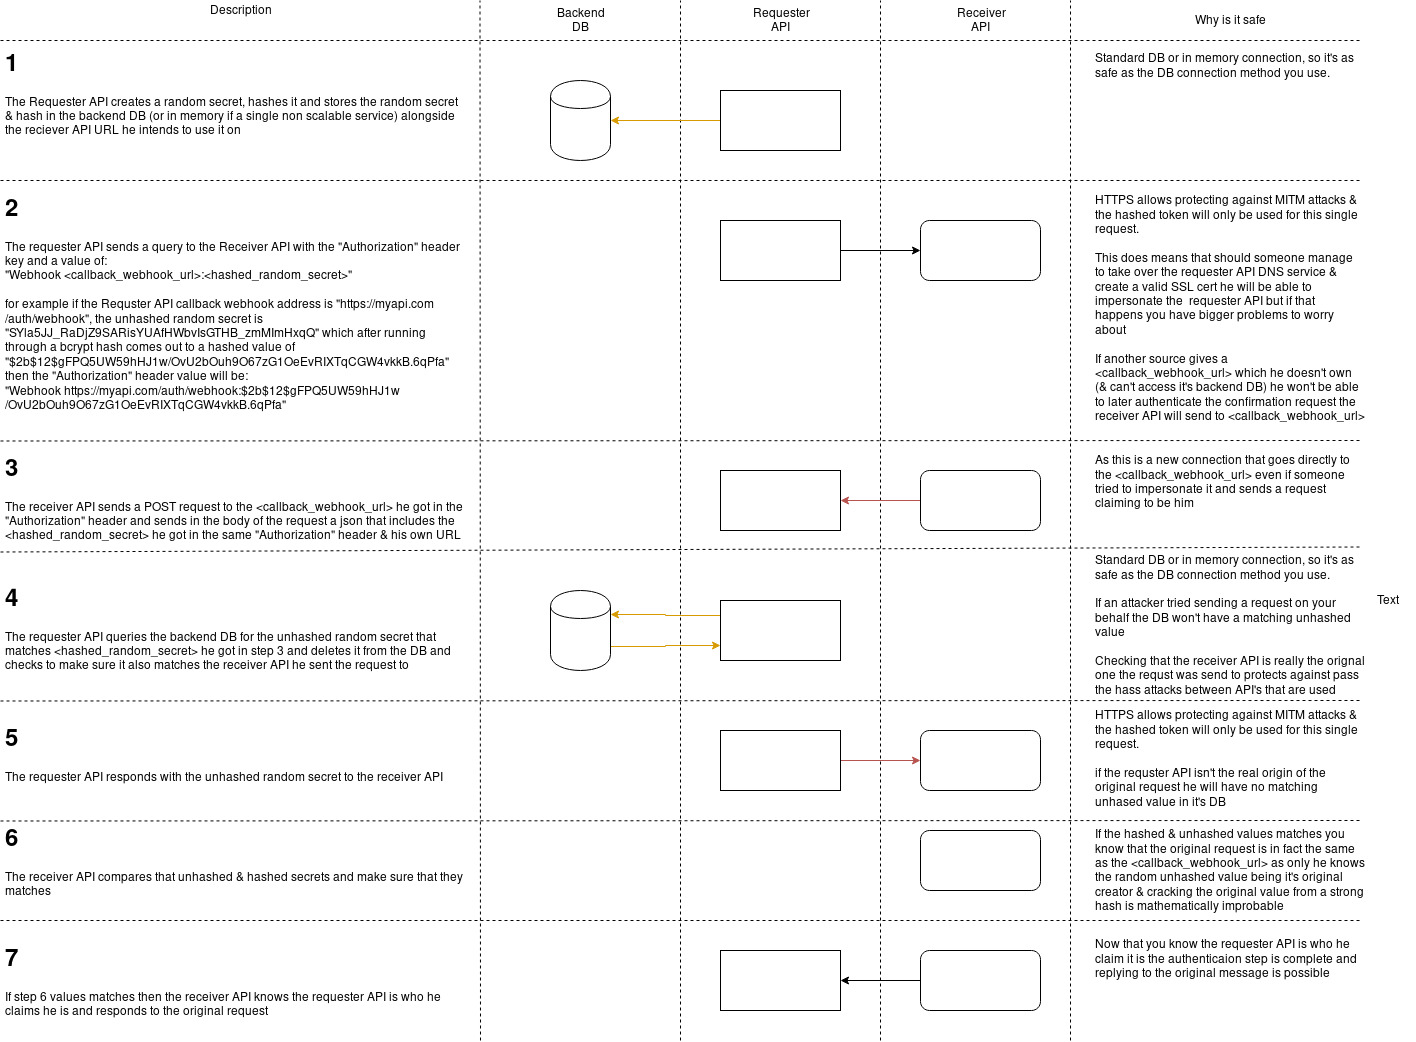 Description
Backend
DB
Requester
API
Receiver
API
Why is it safe
1
The Requester API creates a random secret, hashes it and stores the random secret
& hash in the backend DB (or in memory if a single non scalable service) alongside
the reciever API URL he intends to use it on
Standard DB or in memory connection, so it's as
safe as the DB connection method you use.
2
The requester API sends a query to the Receiver API with the "Authorization" header
key and a value of:
"Webhook <callback_webhook_url>:<hashed_random_secret>"
for example if the Requster API callback webhook address is "https://myapi.com
/auth/webhook", the unhashed random secret is
"SYla5JJ_RaDjZ9SARisYUAfHWbvIsGTHB_zmMlmHxqQ" which after running
through a bcrypt hash comes out to a hashed value of
"$2b$12$gFPQ5UW59hHJ1w/OvU2bOuh9O67zG1OeEvRIXTqCGW4vkkB.6qPfa"
then the "Authorization" header value will be:
"Webhook https://myapi.com/auth/webhook:$2b$12$gFPQ5UW59hHJ1w
/OvU2bOuh9O67zG1OeEvRIXTqCGW4vkkB.6qPfa"
HTTPS allows protecting against MITM attacks &
the hashed token will only be used for this single
request.
This does means that should someone manage
to take over the requester API DNS service &
create a valid SSL cert he will be able to
impersonate the  requester API but if that
happens you have bigger problems to worry
about
If another source gives a
<callback_webhook_url> which he doesn't own
(& can't access it's backend DB) he won't be able
to later authenticate the confirmation request the
receiver API will send to <callback_webhook_url>
3
The receiver API sends a POST request to the <callback_webhook_url> he got in the
"Authorization" header and sends in the body of the request a json that includes the
<hashed_random_secret> he got in the same "Authorization" header & his own URL
As this is a new connection that goes directly to
the <callback_webhook_url> even if someone
tried to impersonate it and sends a request
claiming to be him
4
The requester API queries the backend DB for the unhashed random secret that
matches <hashed_random_secret> he got in step 3 and deletes it from the DB and
checks to make sure it also matches the receiver API he sent the request to
Standard DB or in memory connection, so it's as
safe as the DB connection method you use.
If an attacker tried sending a request on your
behalf the DB won't have a matching unhashed
value
Checking that the receiver API is really the orignal
one the requst was send to protects against pass
the hass attacks between API's that are used
Text
5
The requester API responds with the unhashed random secret to the receiver API
HTTPS allows protecting against MITM attacks &
the hashed token will only be used for this single
request.
if the requster API isn't the real origin of the
original request he will have no matching
unhased value in it's DB
6
The receiver API compares that unhashed & hashed secrets and make sure that they
matches
If the hashed & unhashed values matches you
know that the original request is in fact the same
as the <callback_webhook_url> as only he knows
the random unhashed value being it's original
creator & cracking the original value from a strong
hash is mathematically improbable
7
If step 6 values matches then the receiver API knows the requester API is who he
claims he is and responds to the original request
Now that you know the requester API is who he
claim it is the authenticaion step is complete and
replying to the original message is possible